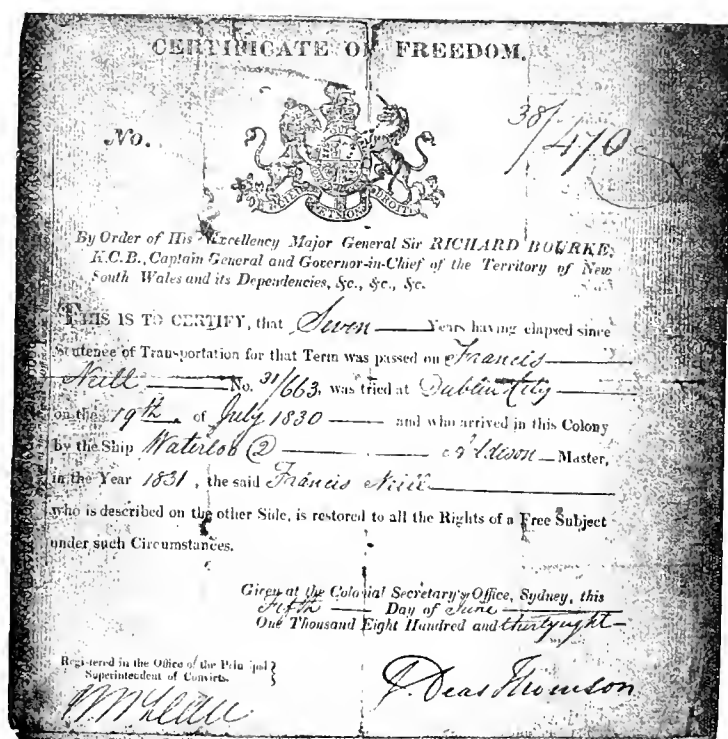 CERTIFICATE OF FREEDOM.
No.
38/470
DIEU ET MON DROIT
By Order of His Excellency Major General Sir RICHARD BOURKE,
K.C.B., Captain General and Governor-in-Chief of the Territory of New
South Wales and its Dependencies, &c., &c., &c.
THIS IS TO CERTIFY, that Seven Years having elapsed since
Sentence of Transportation for that Term was passed on Francis
Neill No. 31/663, was tried at Dublin City
on the 19th of July 1830 and who arrived in this Colony
by the Ship Waterloo (2) Addison Master,
in the Year 1831, the said Francis Neill
who is described on the other Side, is restored to all the Rights of a Free Subject
under such Circumstances.
Given at the Colonial Secretary's Office, Sydney, this
Fifth Day of June
One Thousand Eight Hundred and thirtyeight
Registered in the Office of the Principal
Superintendent of Convicts.
E. Deas Thomson